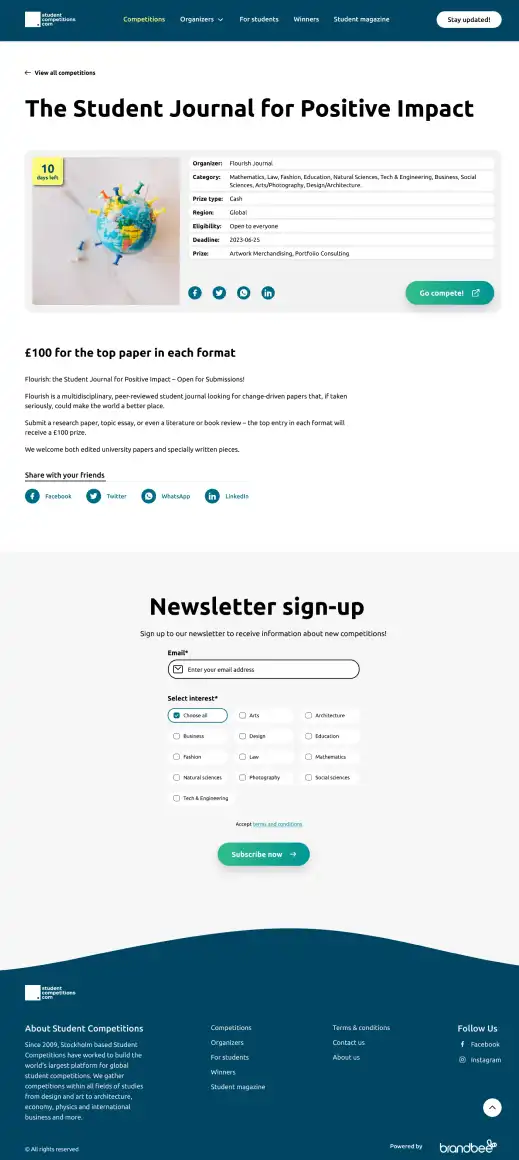 student
competitions
.com
Competitions
Organizers
For students
Winners
Student magazine
Stay updated!
View all competitions
The Student Journal for Positive Impact
10
days left
Organizer: Flourish Journal
Category: Mathematics, Law, Fashion, Education, Natural Sciences, Tech & Engineering, Business, Social
Sciences, Arts/Photography, Design/Architecture.
Prize type: Cash
Region: Global
Eligibility: Open to everyone
Deadline: 2023-06-25
Prize: Artwork Merchandising, Portfolio Consulting
Go compete!
£100 for the top paper in each format
Flourish: the Student Journal for Positive Impact – Open for Submissions!
Flourish is a multidisciplinary, peer-reviewed student journal looking for change-driven papers that, if taken
seriously, could make the world a better place.
Submit a research paper, topic essay, or even a literature or book review – the top entry in each format will
receive a £100 prize.
We welcome both edited university papers and specially written pieces.
Share with your friends
Facebook
Twitter
WhatsApp
LinkedIn
Newsletter sign-up
Sign up to our newsletter to receive information about new competitions!
Email*
Enter your email address
Select interest*
Choose all
Arts
Architecture
Business
Design
Education
Fashion
Law
Mathematics
Natural sciences
Photography
Social sciences
Tech & Engineering
Accept terms and conditions
Subscribe now
student
competitions
.com
About Student Competitions
Since 2009, Stockholm based Student
Competitions have worked to build the
world's largest platform for global
student competitions. We gather
competitions within all fields of studies
from design and art to architecture,
economy, physics and international
business and more.
Competitions
Organizers
For students
Winners
Student magazine
Terms & conditions
Contact us
About us
Follow Us
Facebook
Instagram
© All rights reserved
Powered by
brandbee